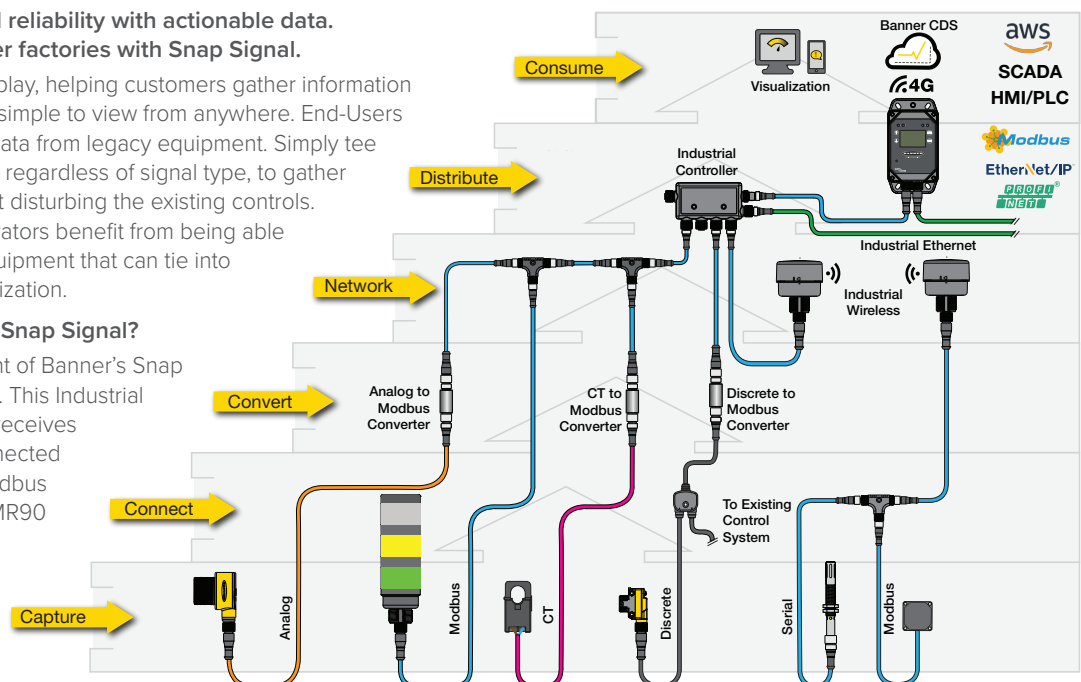 reliability with actionable data.
factories with Snap Signal.
play, helping customers gather information
simple to view from anywhere. End-Users
ata from legacy equipment. Simply tee
regardless of signal type, to gather
t disturbing the existing controls.
rators benefit from being able
quipment that can tie into
ization.
Snap Signal?
nt of Banner’s Snap
. This Industrial
receives
nected
dbus
MR90
Consume
Visualization
Banner CDS
4G
aws
SCADA
HMI/PLC
Modbus
EtherNet/IP
PROFI
NET
Distribute
Industrial
Controller
Industrial Ethernet
Network
Industrial
Wireless
Convert
Analog to
Modbus
Converter
CT to
Modbus
Converter
Discrete to
Modbus
Converter
Connect
To Existing
Control
System
Capture
Analog
Modbus
CT
Discrete
Serial
Modbus